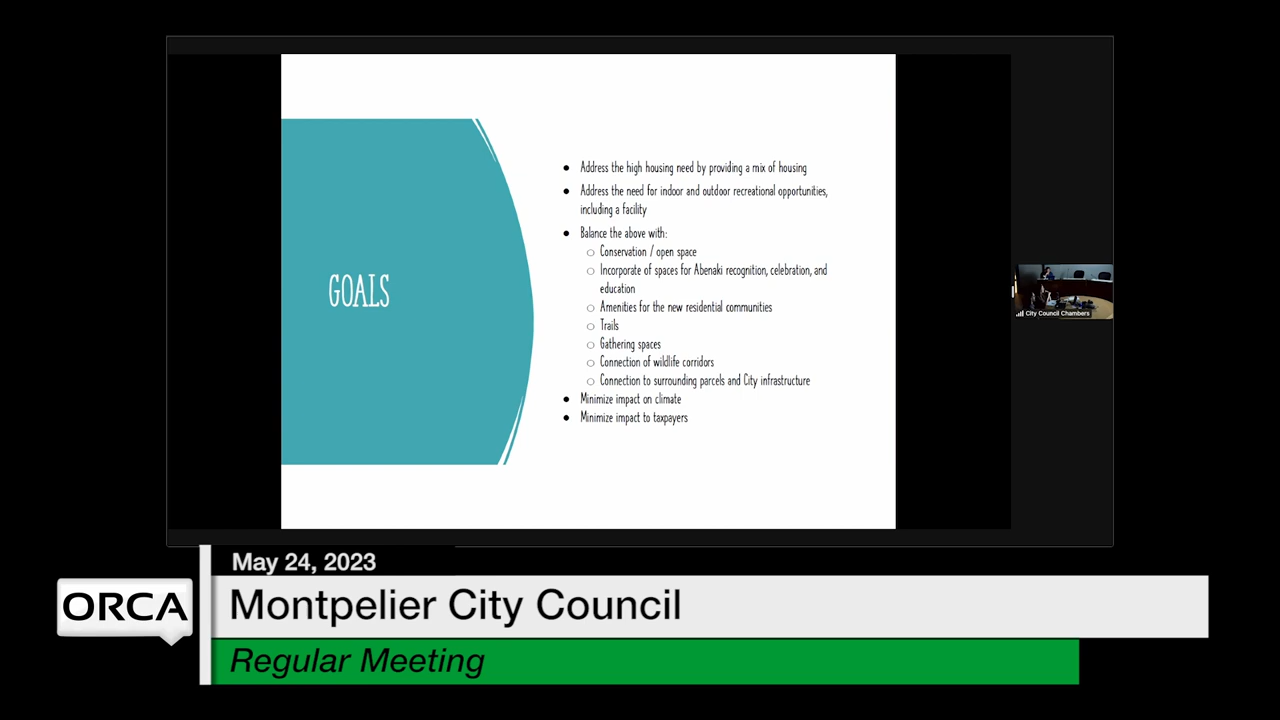 GOALS
Address the high housing need by providing a mix of housing
Address the need for indoor and outdoor recreational opportunities,
including a facility
Balance the above with:
Conservation / open space
Incorporate of spaces for Abenaki recognition, celebration, and
education
Amenities for the new residential communities
Trails
Gathering spaces
Connection of wildlife corridors
Connection to surrounding parcels and City infrastructure
Minimize impact on climate
Minimize impact to taxpayers
City Council Chambers
May 24, 2023
ORCA
Montpelier City Council
Regular Meeting